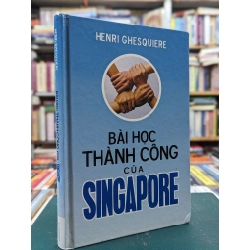 HENRI GHESQUIERE
BÀI HỌC
THÀNH CÔNG
CỦA
SINGAPORE